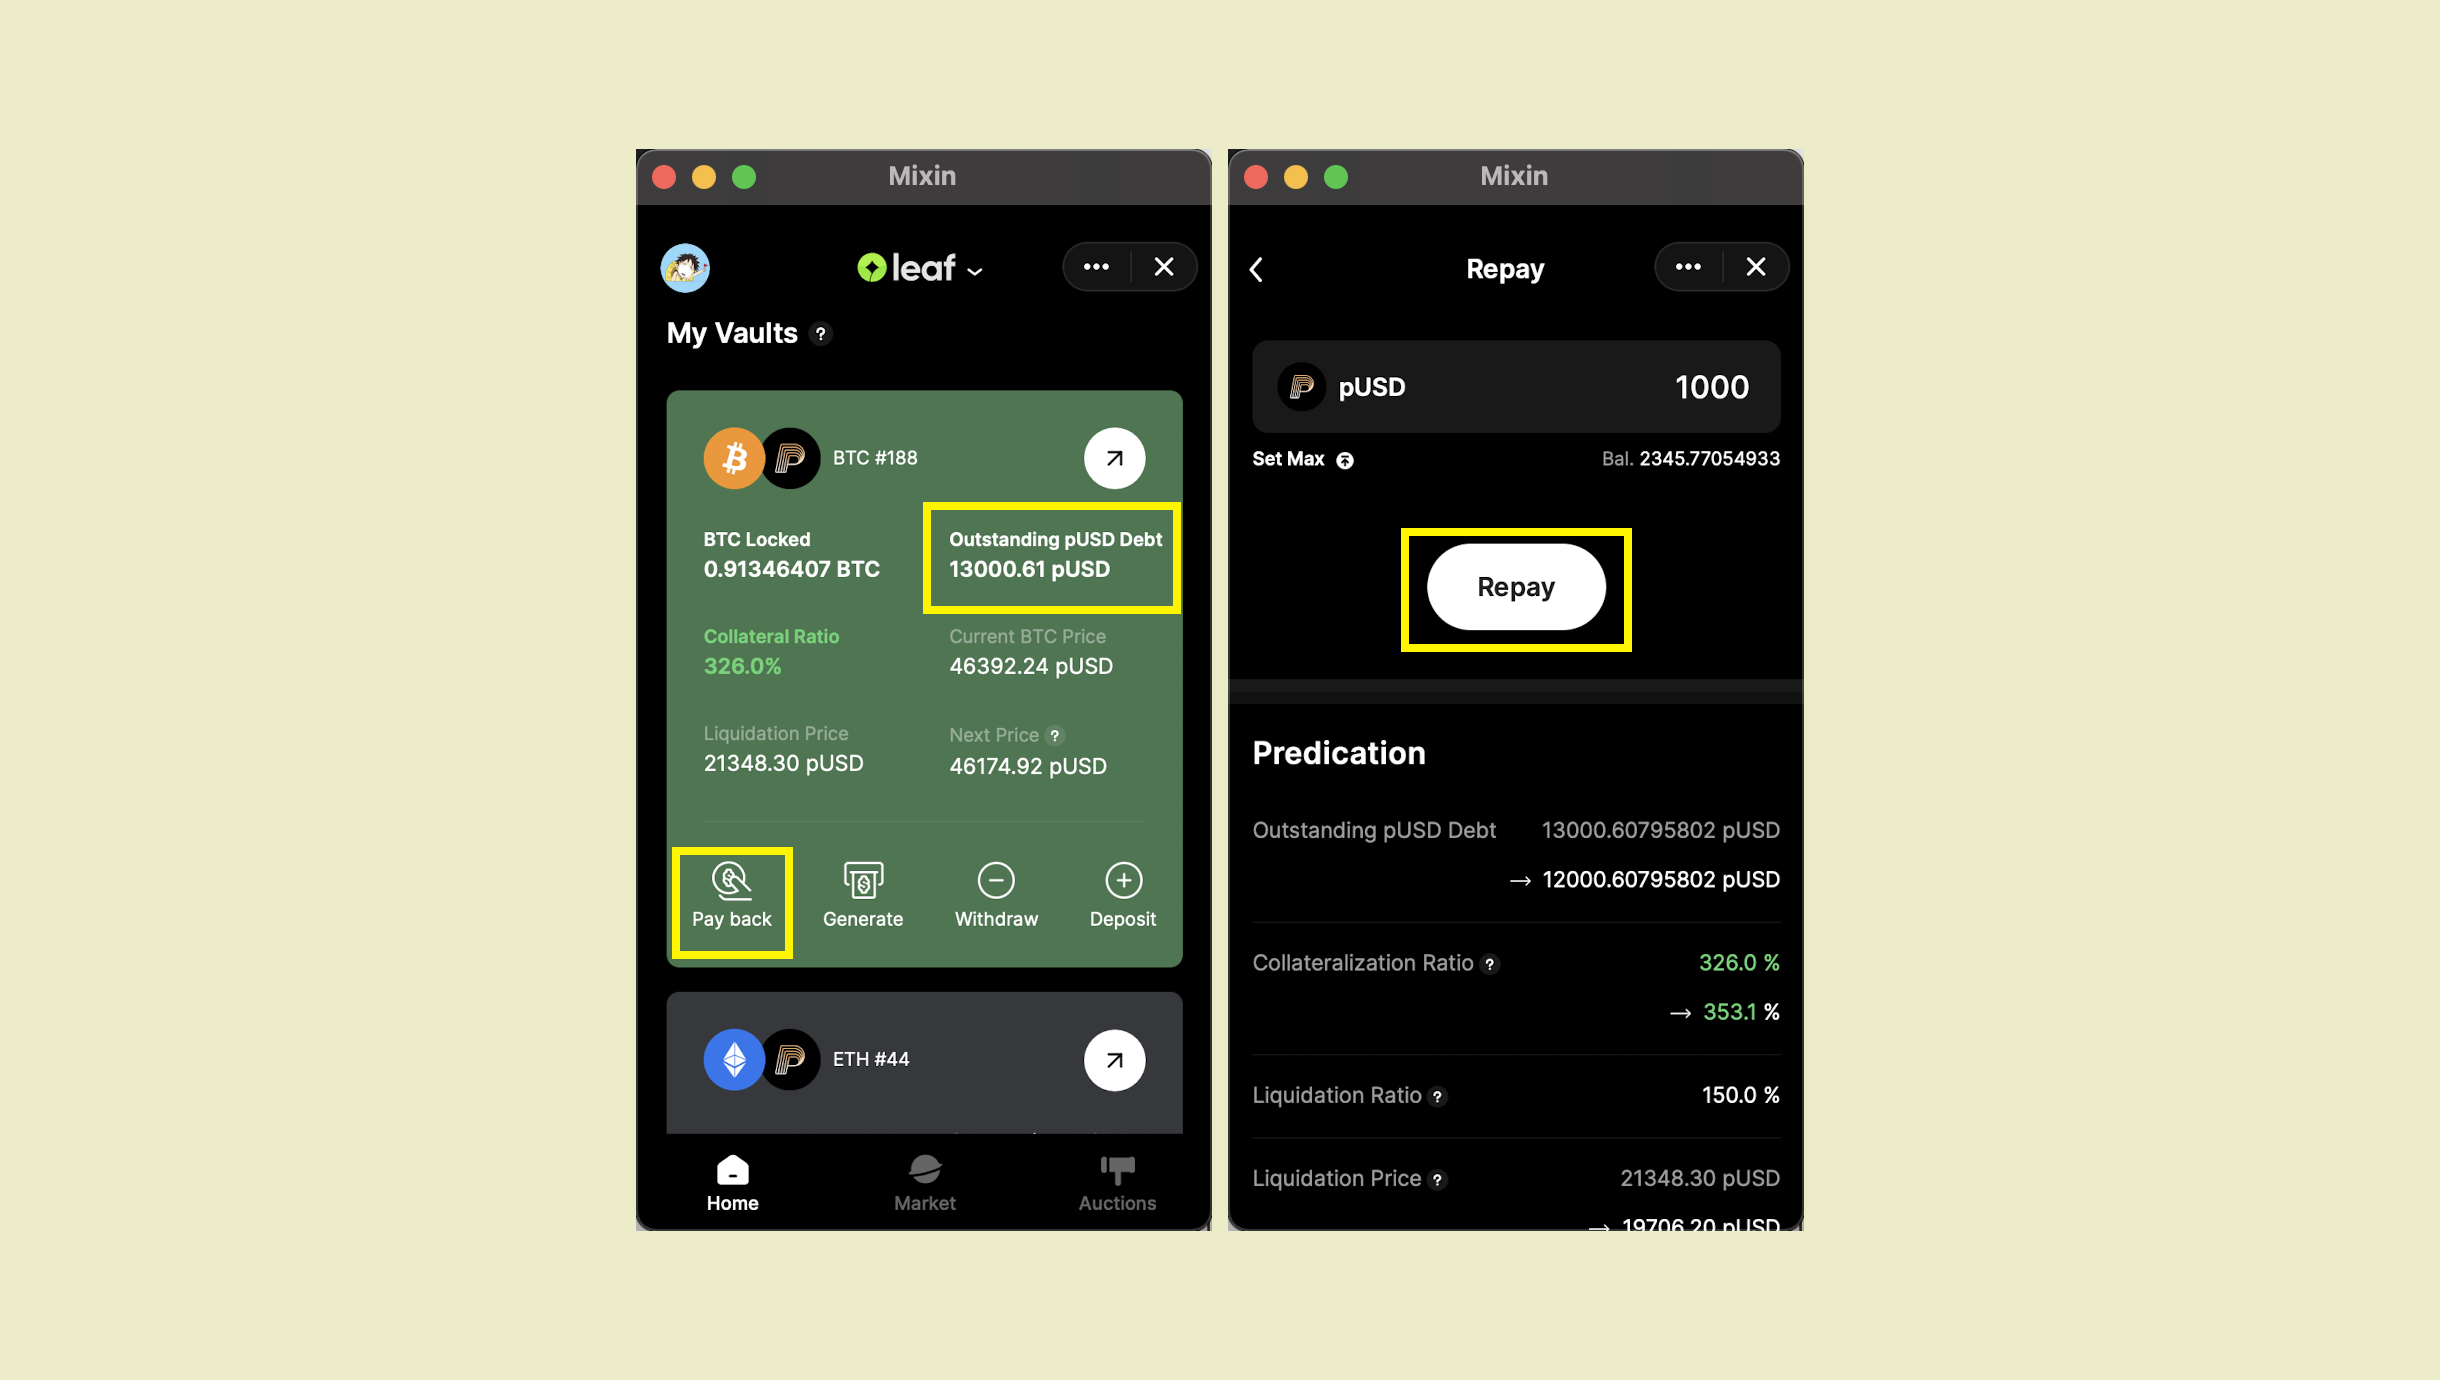 Mixin
leaf
My Vaults ?
BTC #188
BTC Locked
0.91346407 BTC
Outstanding pUSD Debt
13000.61 pUSD
Collateral Ratio
326.0%
Current BTC Price
46392.24 pUSD
Liquidation Price
21348.30 pUSD
Next Price ?
46174.92 pUSD
Pay back
Generate
Withdraw
Deposit
ETH #44
Home
Market
Auctions
Mixin
Repay
pUSD
1000
Set Max
Bal. 2345.77054933
Repay
Predication
Outstanding pUSD Debt
13000.60795802 pUSD
→ 12000.60795802 pUSD
Collateralization Ratio ?
326.0 %
→ 353.1 %
Liquidation Ratio ?
150.0 %
Liquidation Price ?
21348.30 pUSD
→ 19706.20 pUSD